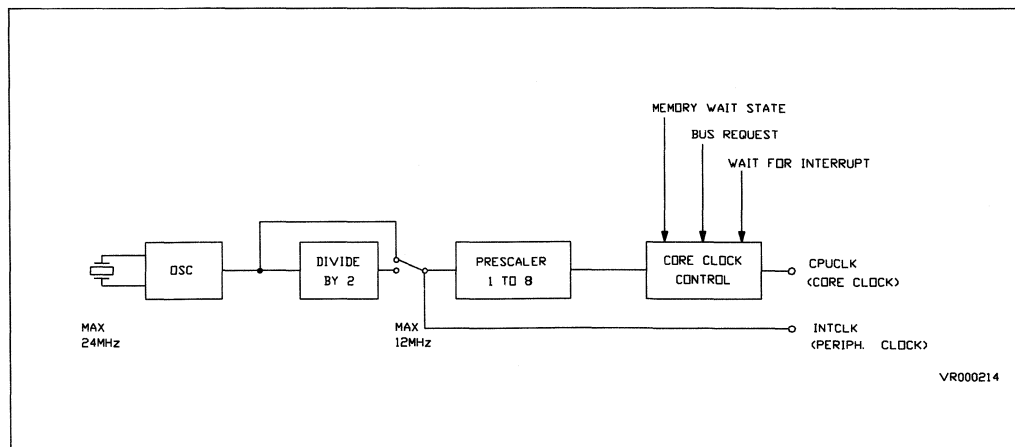 MEMORY WAIT STATE
BUS REQUEST
WAIT FOR INTERRUPT
OSC
DIVIDE
BY 2
PRESCALER
1 TO 8
CORE CLOCK
CONTROL
CPUCLK
(CORE CLOCK)
MAX
24MHz
MAX
12MHz
INTCLK
(PERIPH. CLOCK)
VR000214